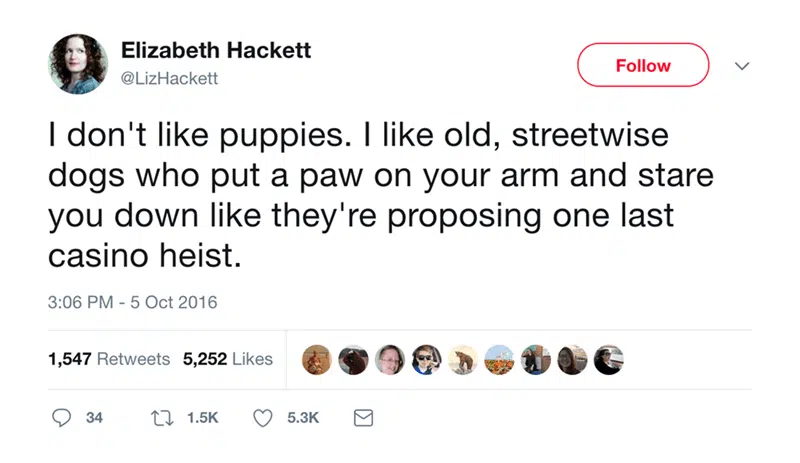 Elizabeth Hackett
@LizHackett
Follow
I don't like puppies. I like old, streetwise
dogs who put a paw on your arm and stare
you down like they're proposing one last
casino heist.
3:06 PM - 5 Oct 2016
1,547 Retweets 5,252 Likes
34 1.5K 5.3K